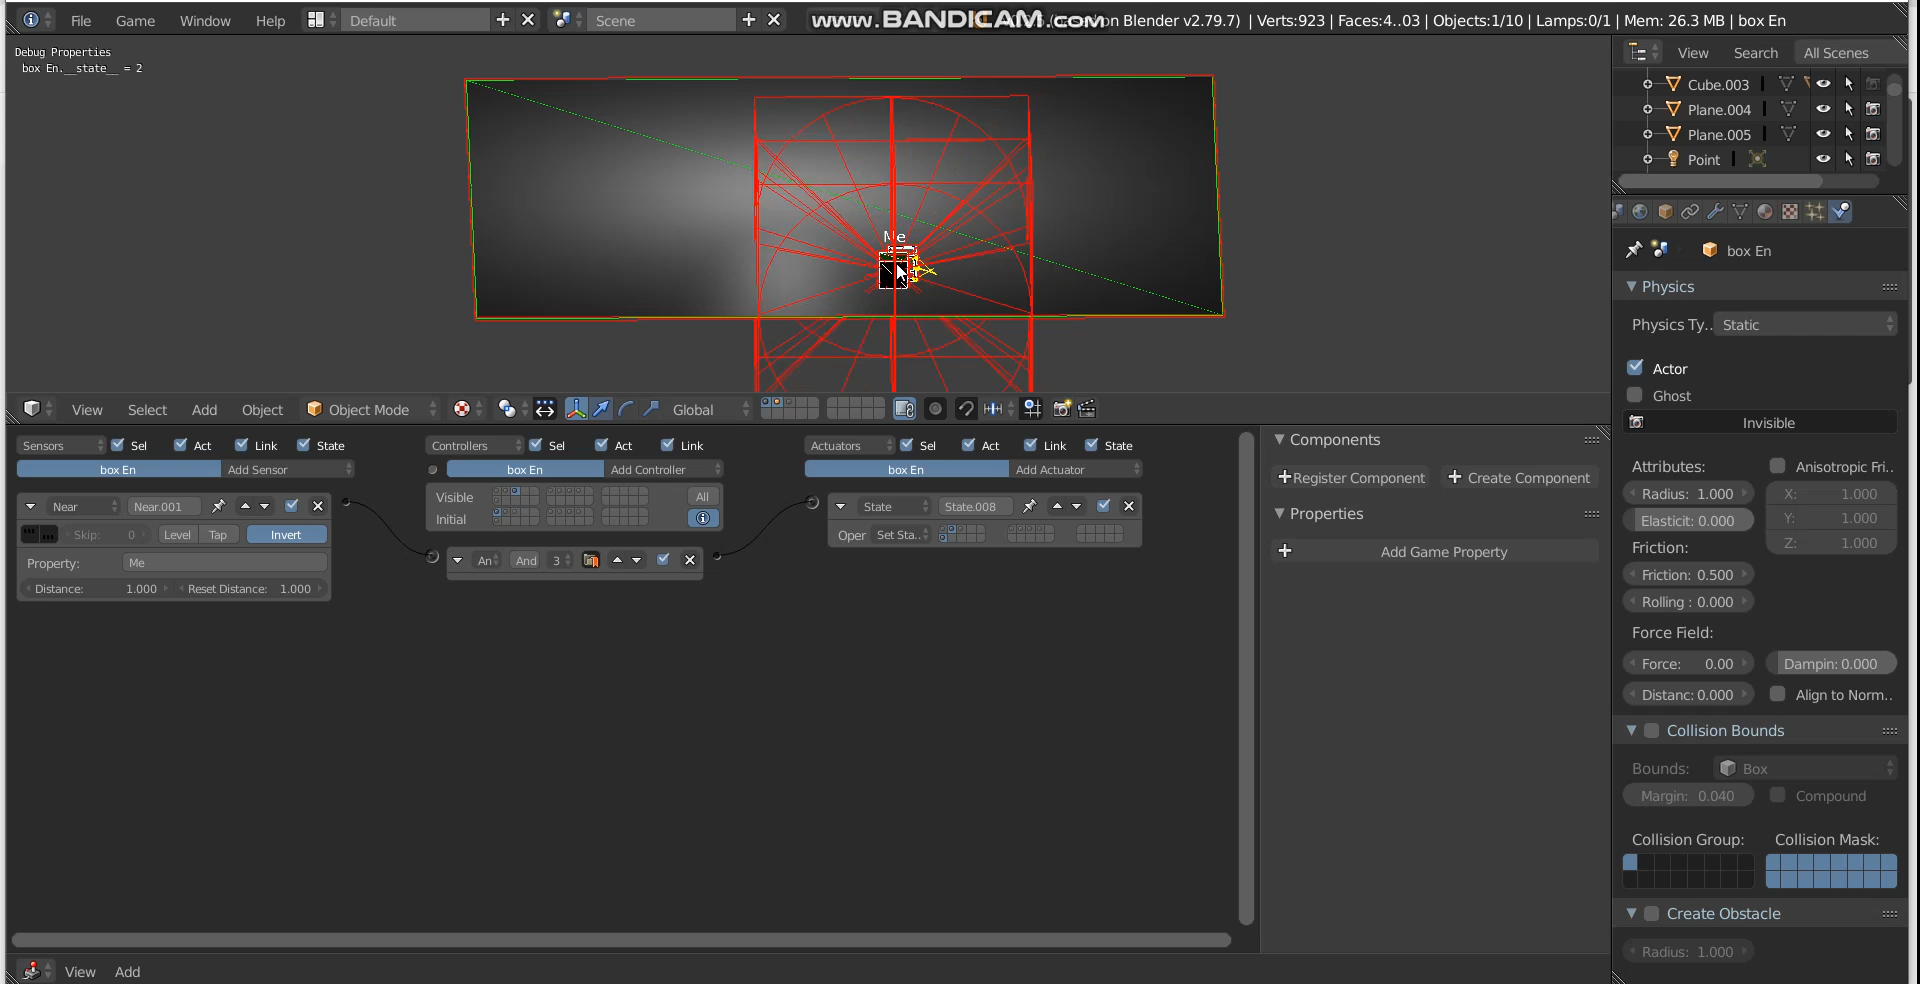 File Game Window Help Default Scene www.BANDICAM.com on Blender v2.79.7) | Verts:923 | Faces:4..03 | Objects:1/10 | Lamps:0/1 | Mem: 26.3 MB | box En
Debug Properties
box En.__state__ = 2
Me
View Search All Scenes
Cube.003
Plane.004
Plane.005
Point
box En
Physics
Physics Ty.. Static
Actor
Ghost
Invisible
Attributes: Anisotropic Fri..
Radius: 1.000 X: 1.000
Elasticit: 0.000 Y: 1.000
Friction: Z: 1.000
Friction: 0.500
Rolling : 0.000
Force Field:
Force: 0.00 Dampin: 0.000
Distanc: 0.000 Align to Norm..
Collision Bounds
Bounds: Box
Margin: 0.040 Compound
Collision Group: Collision Mask:
Create Obstacle
Radius: 1.000
View Select Add Object Object Mode Global
Sensors Sel Act Link State
box En Add Sensor
Near Near.001
Skip: 0 Level Tap Invert
Property: Me
Distance: 1.000 Reset Distance: 1.000
Controllers Sel Act Link
box En Add Controller
Visible All
Initial
An And 3
Actuators Sel Act Link State
box En Add Actuator
State State.008
Oper Set Sta..
Components
Register Component Create Component
Properties
Add Game Property
View Add